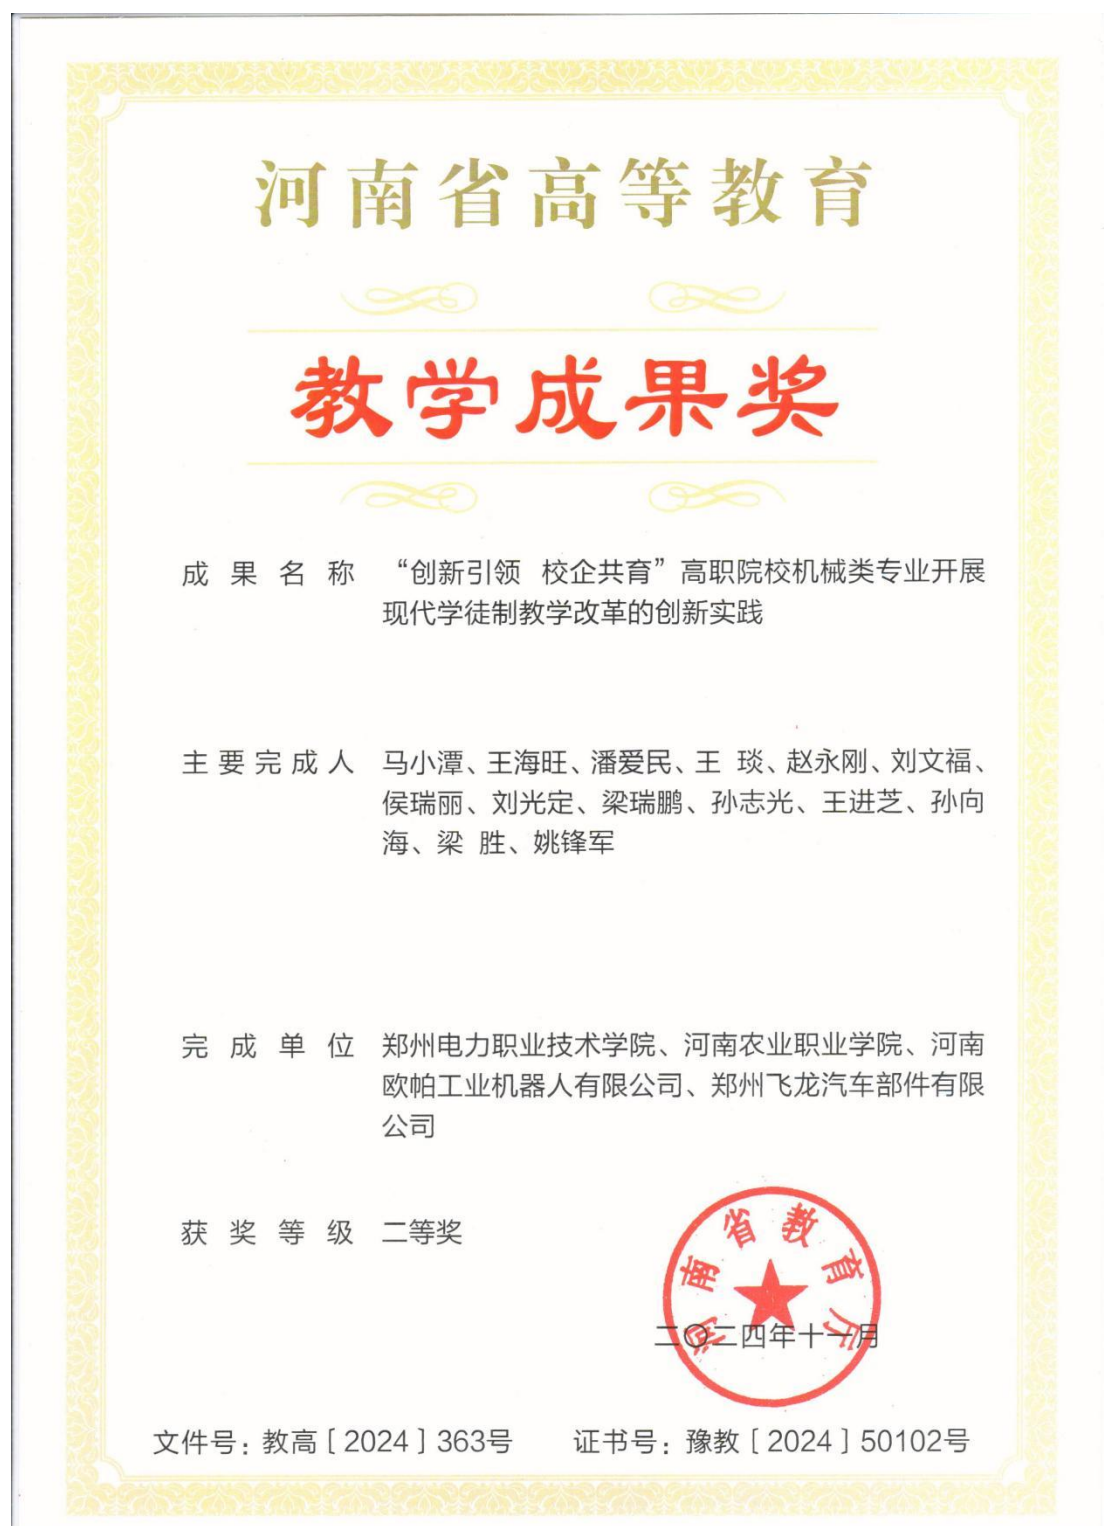 河南省高等教育
教学成果奖
成果名称 “创新引领 校企共育”高职院校机械类专业开展
现代学徒制教学改革的创新实践
主要完成人 马小潭、王海旺、潘爱民、王 琰、赵永刚、刘文福、
侯瑞丽、刘光定、梁瑞鹏、孙志光、王进芝、孙向
海、梁 胜、姚锋军
完成单位 郑州电力职业技术学院、河南农业职业学院、河南
欧帕工业机器人有限公司、郑州飞龙汽车部件有限
公司
获奖等级 二等奖
河南省教育厅
二〇二四年十一月
文件号：教高［2024］363号 证书号：豫教［2024］50102号